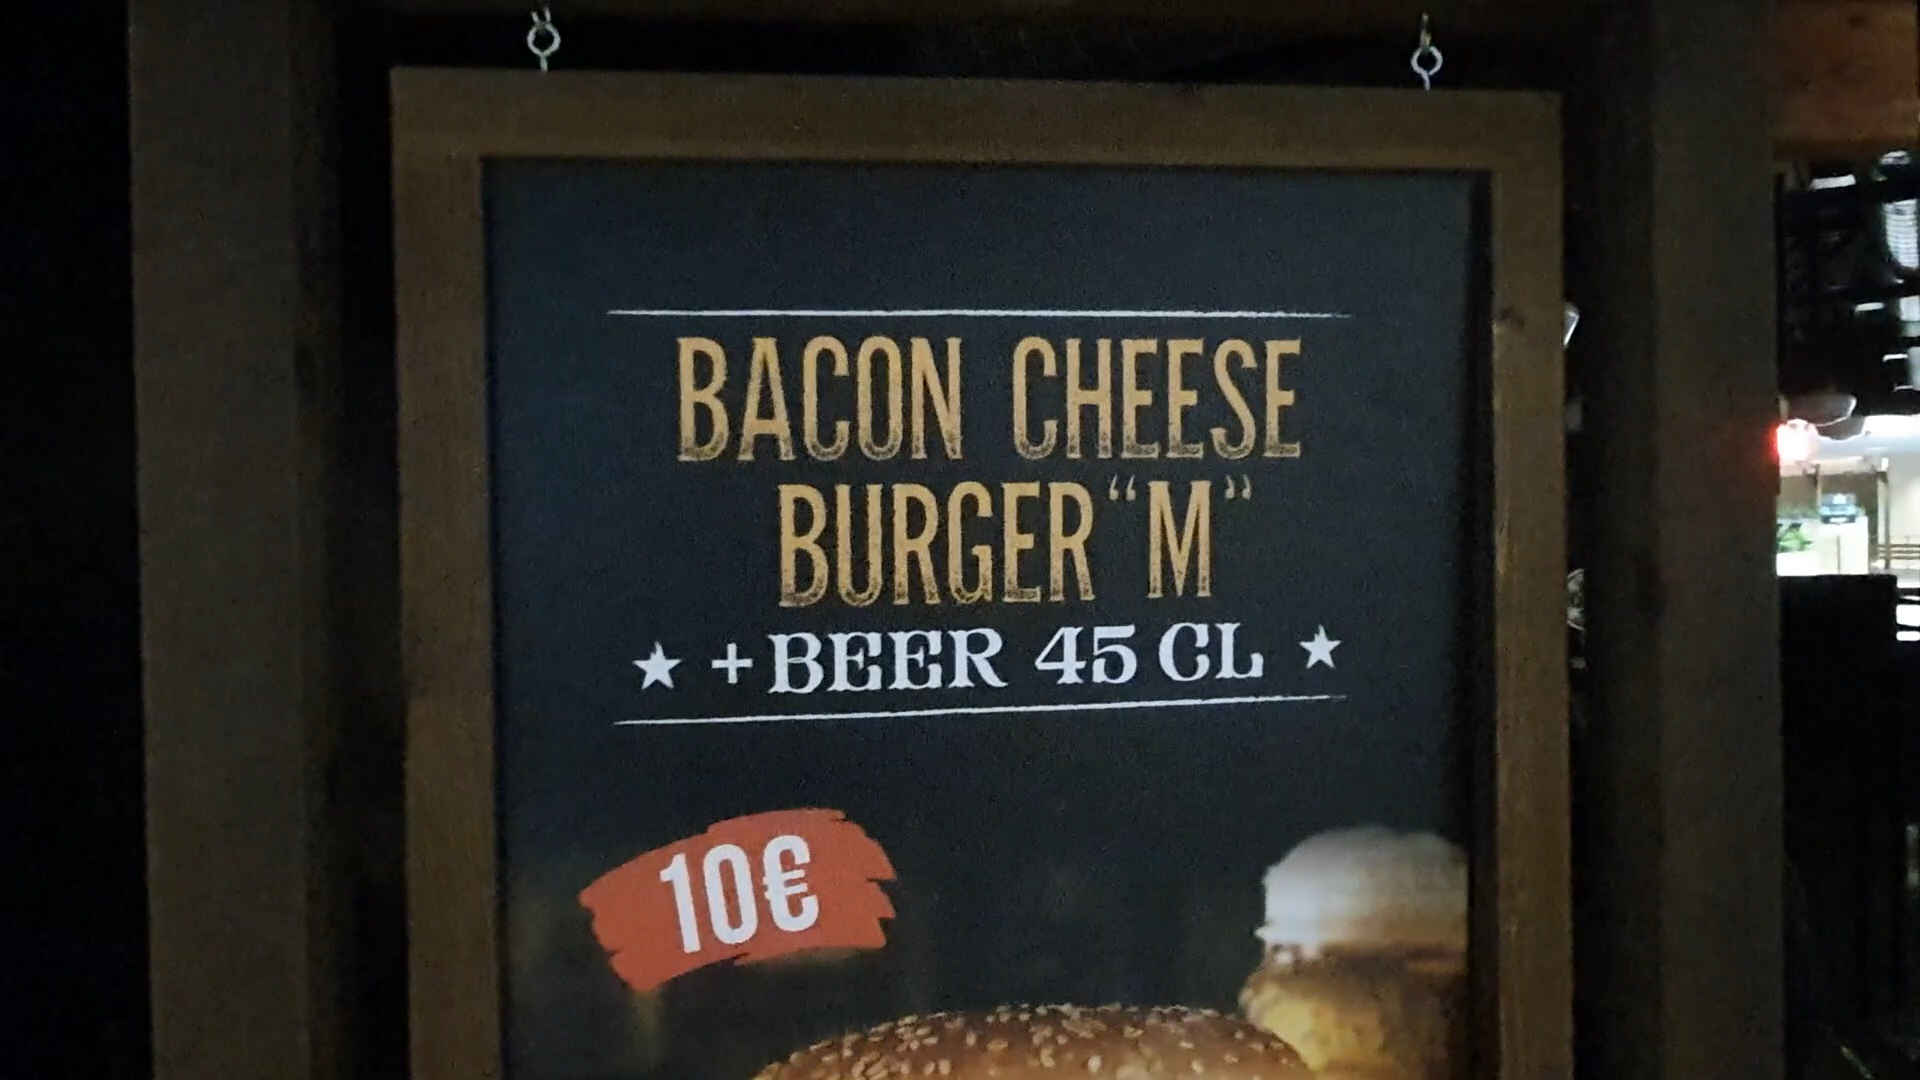 BACON CHEESE
BURGER "M"
+ BEER 45 CL
10€